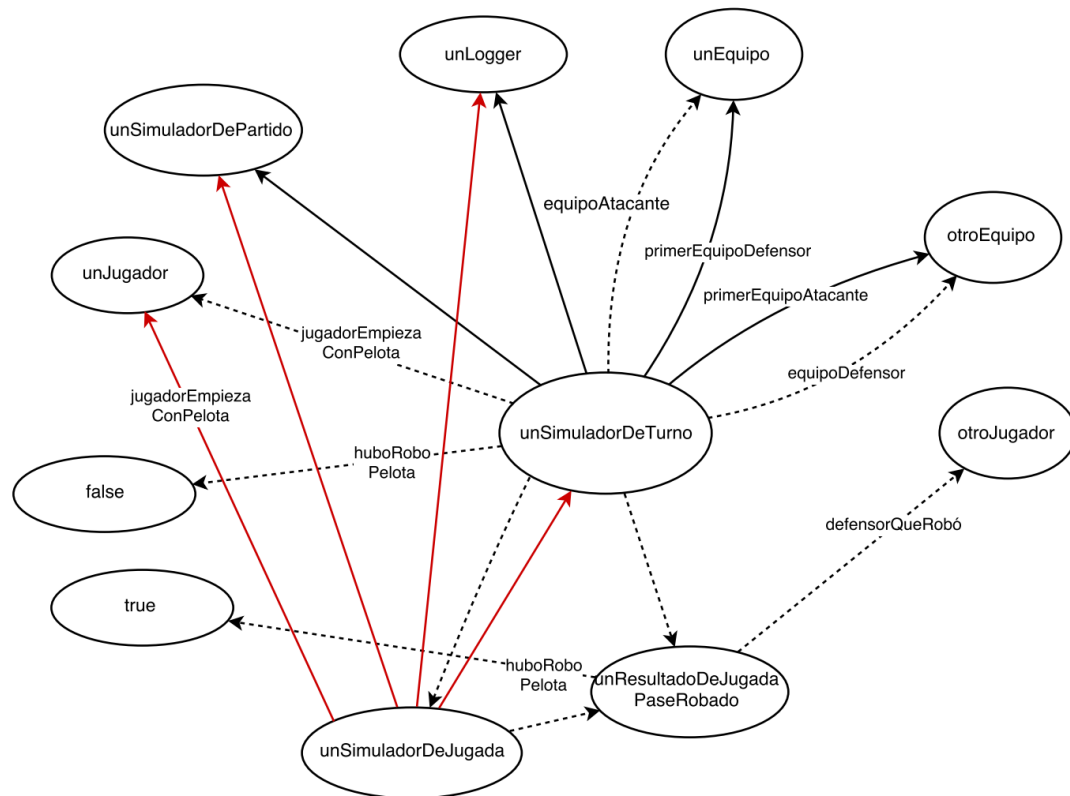 unLogger
unEquipo
unSimuladorDePartido
equipoAtacante
otroEquipo
primerEquipoDefensor
unJugador
primerEquipoAtacante
jugadorEmpieza
ConPelota
equipoDefensor
jugadorEmpieza
ConPelota
unSimuladorDeTurno
otroJugador
huboRobo
Pelota
false
defensorQueRobó
true
huboRobo
Pelota
unResultadoDeJugada
PaseRobado
unSimuladorDeJugada